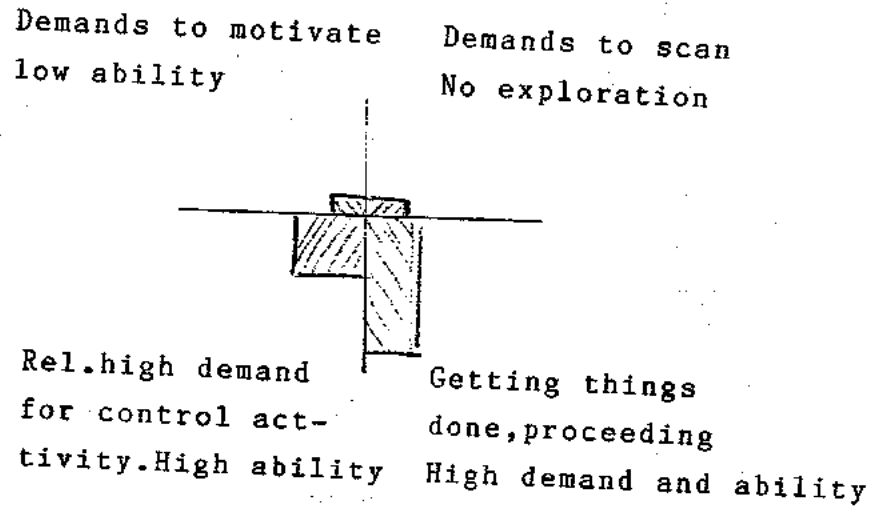 Demands to motivate
low ability
Demands to scan
No exploration
Rel.high demand
for control act-
tivity.High ability
Getting things
done,proceeding
High demand and ability